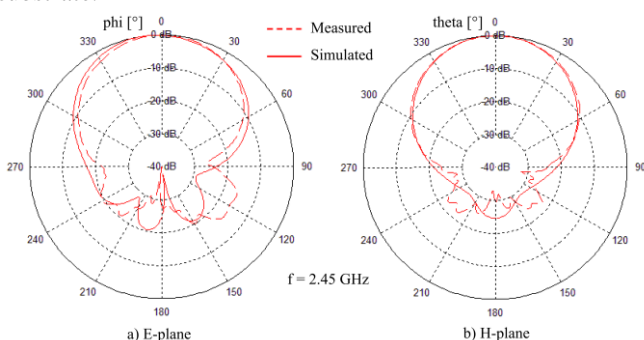 phi [°]
0
330
30
0 dB
-10 dB
-20 dB
-30 dB
-40 dB
300
60
270
90
240
120
210
150
180
a) E-plane
Measured
Simulated
f = 2.45 GHz
theta [°]
0
330
30
0 dB
-10 dB
-20 dB
-30 dB
-40 dB
300
60
270
90
240
120
210
150
180
b) H-plane